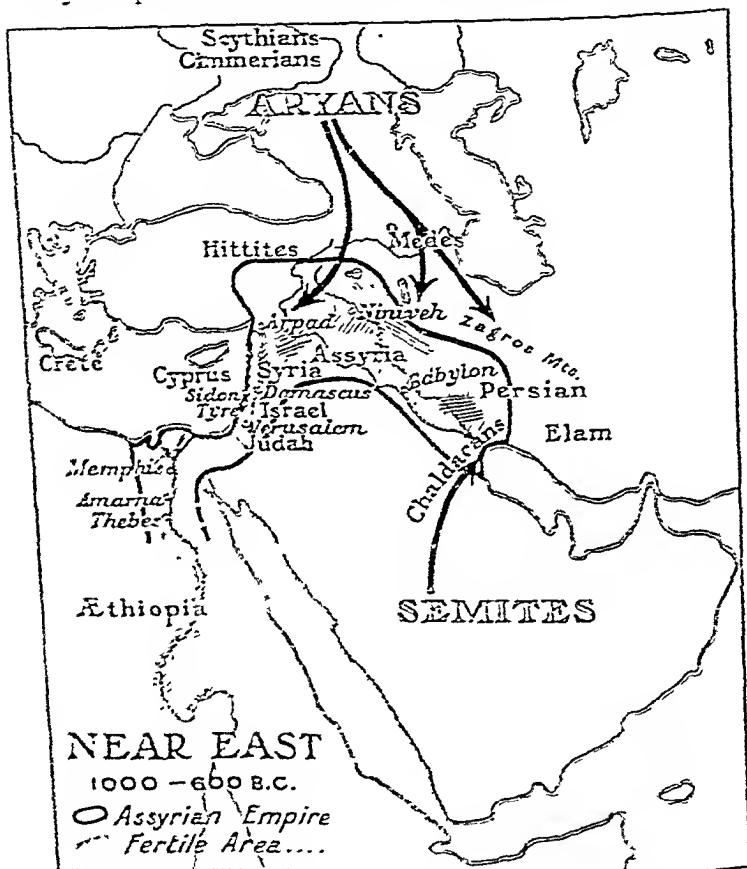 Scythians
Cimmerians
ARYANS
Hittites
Medes
Arpad
Niniveh
Zagros Mts.
Crete
Cyprus
Syria
Assyria
Babylon
Persian
Sidon
Damascus
Tyre
Israel
Elam
Jerusalem
Judah
Chaldaeans
Memphis
Amarna
Thebes
Æthiopia
SEMITES
NEAR EAST
1000 – 600 B.C.
Assyrian Empire
Fertile Area....